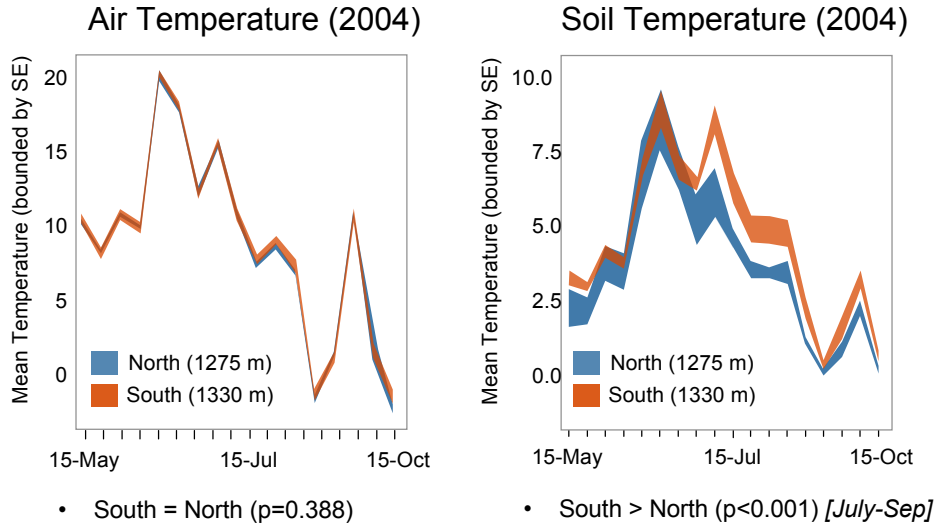 Air Temperature (2004)
Mean Temperature (bounded by SE)
20
15
10
5
0
North (1275 m)
South (1330 m)
15-May
15-Jul
15-Oct
• South = North (p=0.388)
Soil Temperature (2004)
Mean Temperature (bounded by SE)
10.0
7.5
5.0
2.5
0.0
North (1275 m)
South (1330 m)
15-May
15-Jul
15-Oct
• South > North (p<0.001) [July-Sep]